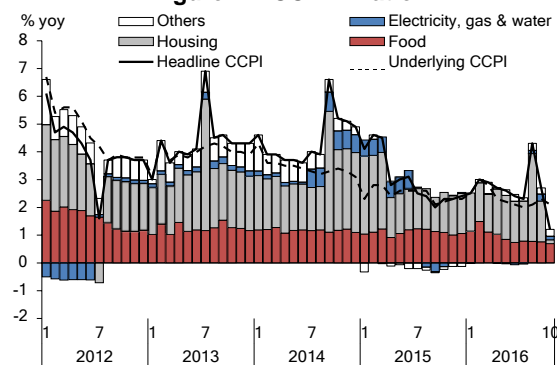 % yoy
Others
Electricity, gas & water
Housing
Food
Headline CCPI
Underlying CCPI
8
7
6
5
4
3
2
1
0
-1
-2
1 7 1 7 1 7 1 7 1 7 10
2012 2013 2014 2015 2016